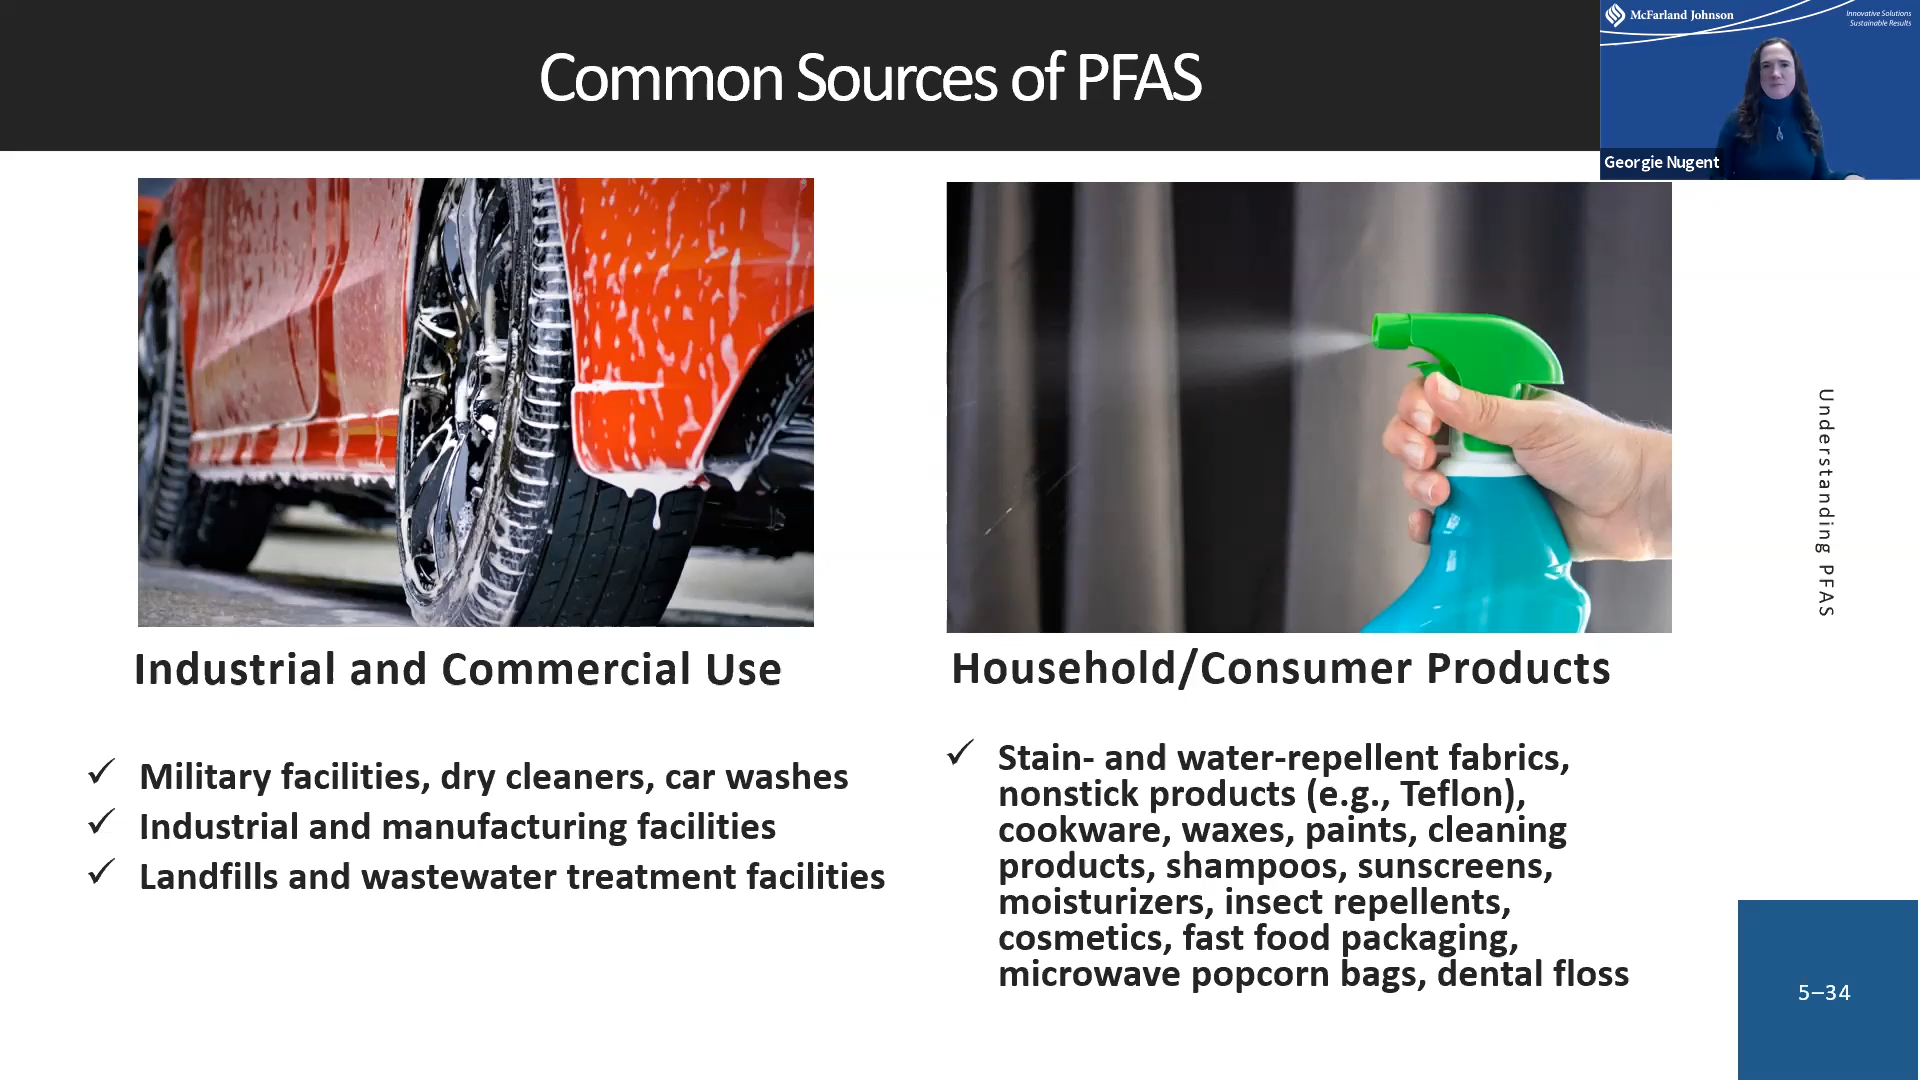 Common Sources of PFAS
McFarland Johnson
Innovative Solutions
Sustainable Results
Georgie Nugent
Understanding PFAS
Industrial and Commercial Use
✓ Military facilities, dry cleaners, car washes
✓ Industrial and manufacturing facilities
✓ Landfills and wastewater treatment facilities
Household/Consumer Products
✓ Stain- and water-repellent fabrics,
nonstick products (e.g., Teflon),
cookware, waxes, paints, cleaning
products, shampoos, sunscreens,
moisturizers, insect repellents,
cosmetics, fast food packaging,
microwave popcorn bags, dental floss
5–34